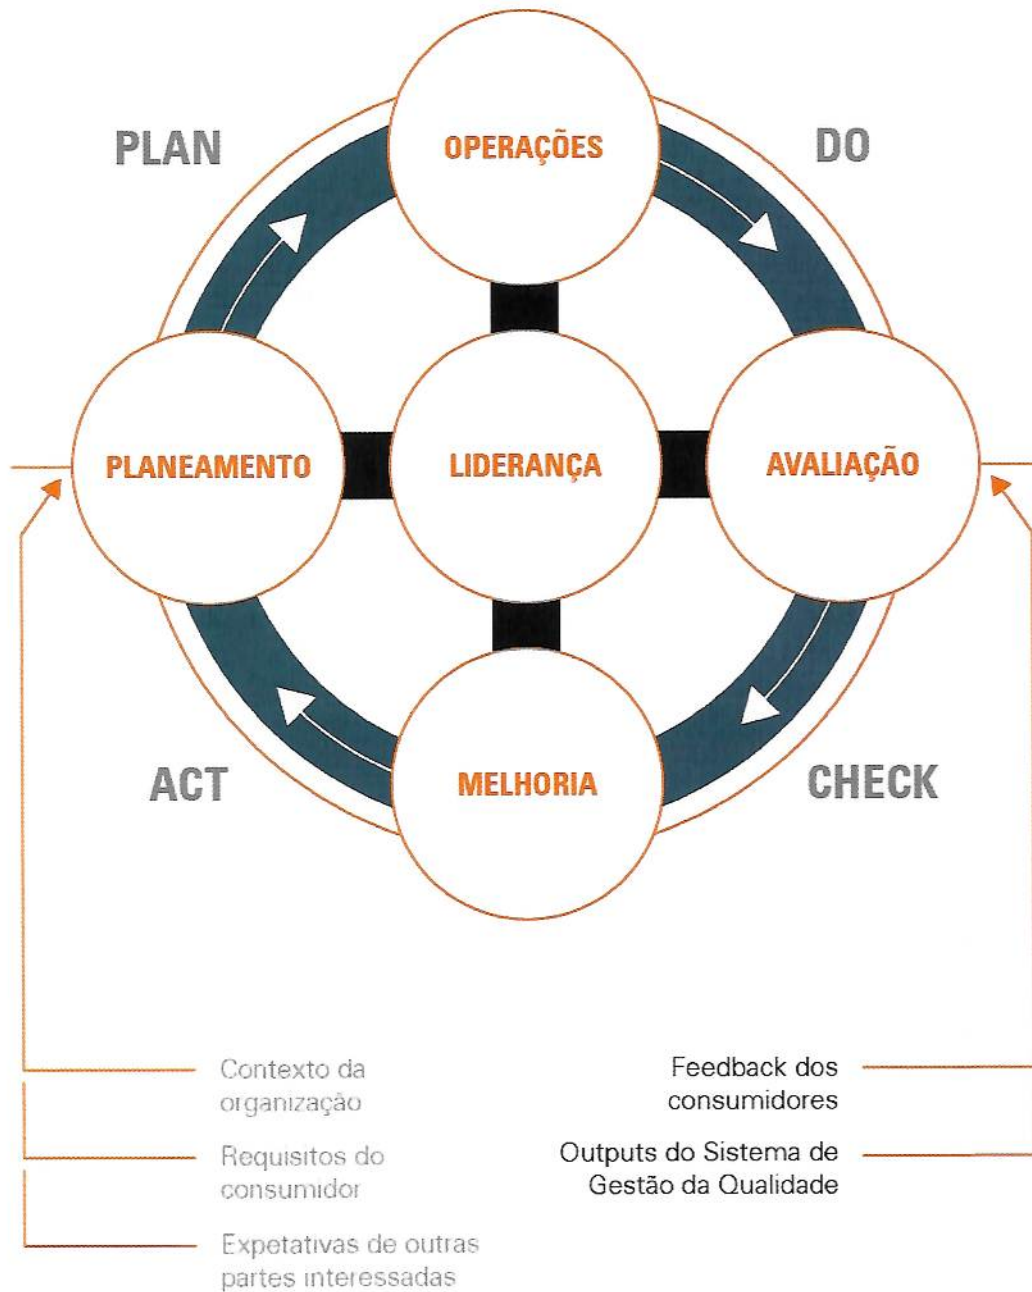 PLAN
OPERAÇÕES
DO
PLANEAMENTO
LIDERANÇA
AVALIAÇÃO
ACT
MELHORIA
CHECK
Contexto da
organização
Requisitos do
consumidor
Expetativas de outras
partes interessadas
Feedback dos
consumidores
Outputs do Sistema de
Gestão da Qualidade